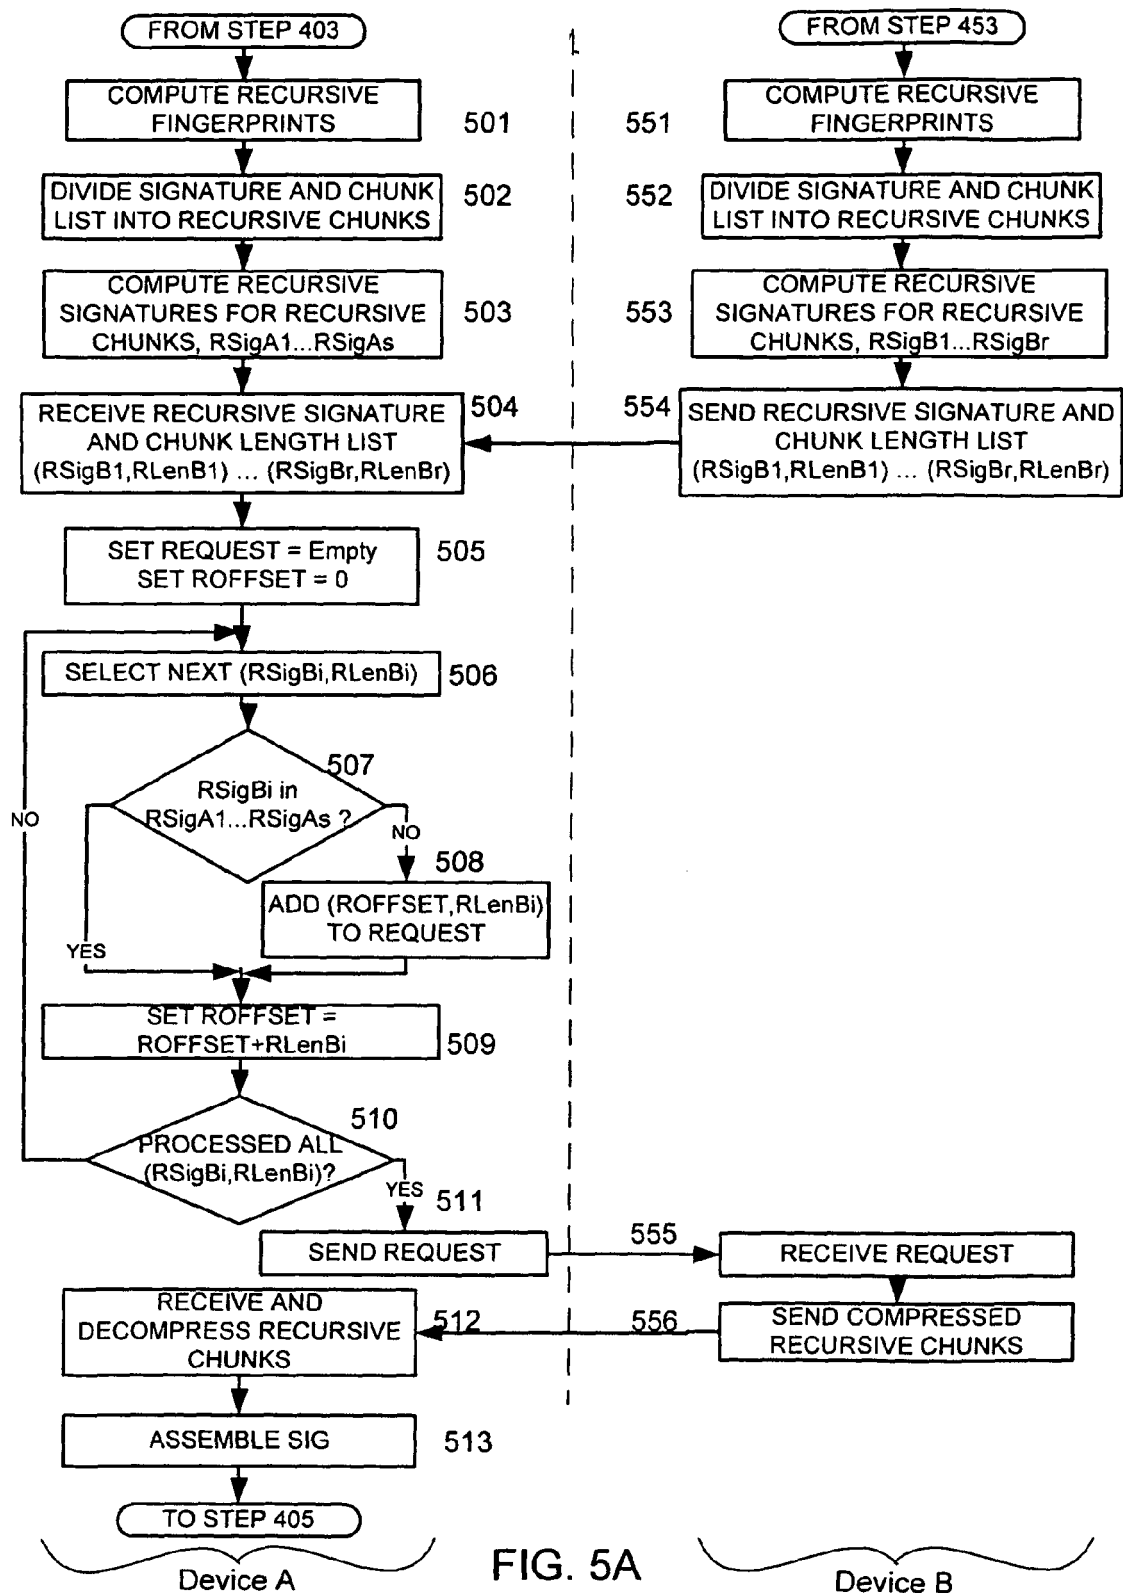 FROM STEP 403
FROM STEP 453
COMPUTE RECURSIVE
FINGERPRINTS
501
551
COMPUTE RECURSIVE
FINGERPRINTS
DIVIDE SIGNATURE AND CHUNK
LIST INTO RECURSIVE CHUNKS
502
552
DIVIDE SIGNATURE AND CHUNK
LIST INTO RECURSIVE CHUNKS
COMPUTE RECURSIVE
SIGNATURES FOR RECURSIVE
CHUNKS, RSigA1...RSigAs
503
553
COMPUTE RECURSIVE
SIGNATURES FOR RECURSIVE
CHUNKS, RSigB1...RSigBr
RECEIVE RECURSIVE SIGNATURE
AND CHUNK LENGTH LIST
(RSigB1,RLenB1) ... (RSigBr,RLenBr)
504
554
SEND RECURSIVE SIGNATURE AND
CHUNK LENGTH LIST
(RSigB1,RLenB1) ... (RSigBr,RLenBr)
SET REQUEST = Empty
SET ROFFSET = 0
505
SELECT NEXT (RSigBi,RLenBi)
506
507
RSigBi in
RSigA1...RSigAs ?
NO
NO
508
ADD (ROFFSET,RLenBi)
TO REQUEST
YES
SET ROFFSET =
ROFFSET+RLenBi
509
510
PROCESSED ALL
(RSigBi,RLenBi)?
YES
511
SEND REQUEST
555
RECEIVE REQUEST
RECEIVE AND
DECOMPRESS RECURSIVE
CHUNKS
512
556
SEND COMPRESSED
RECURSIVE CHUNKS
ASSEMBLE SIG
513
TO STEP 405
Device A
FIG. 5A
Device B